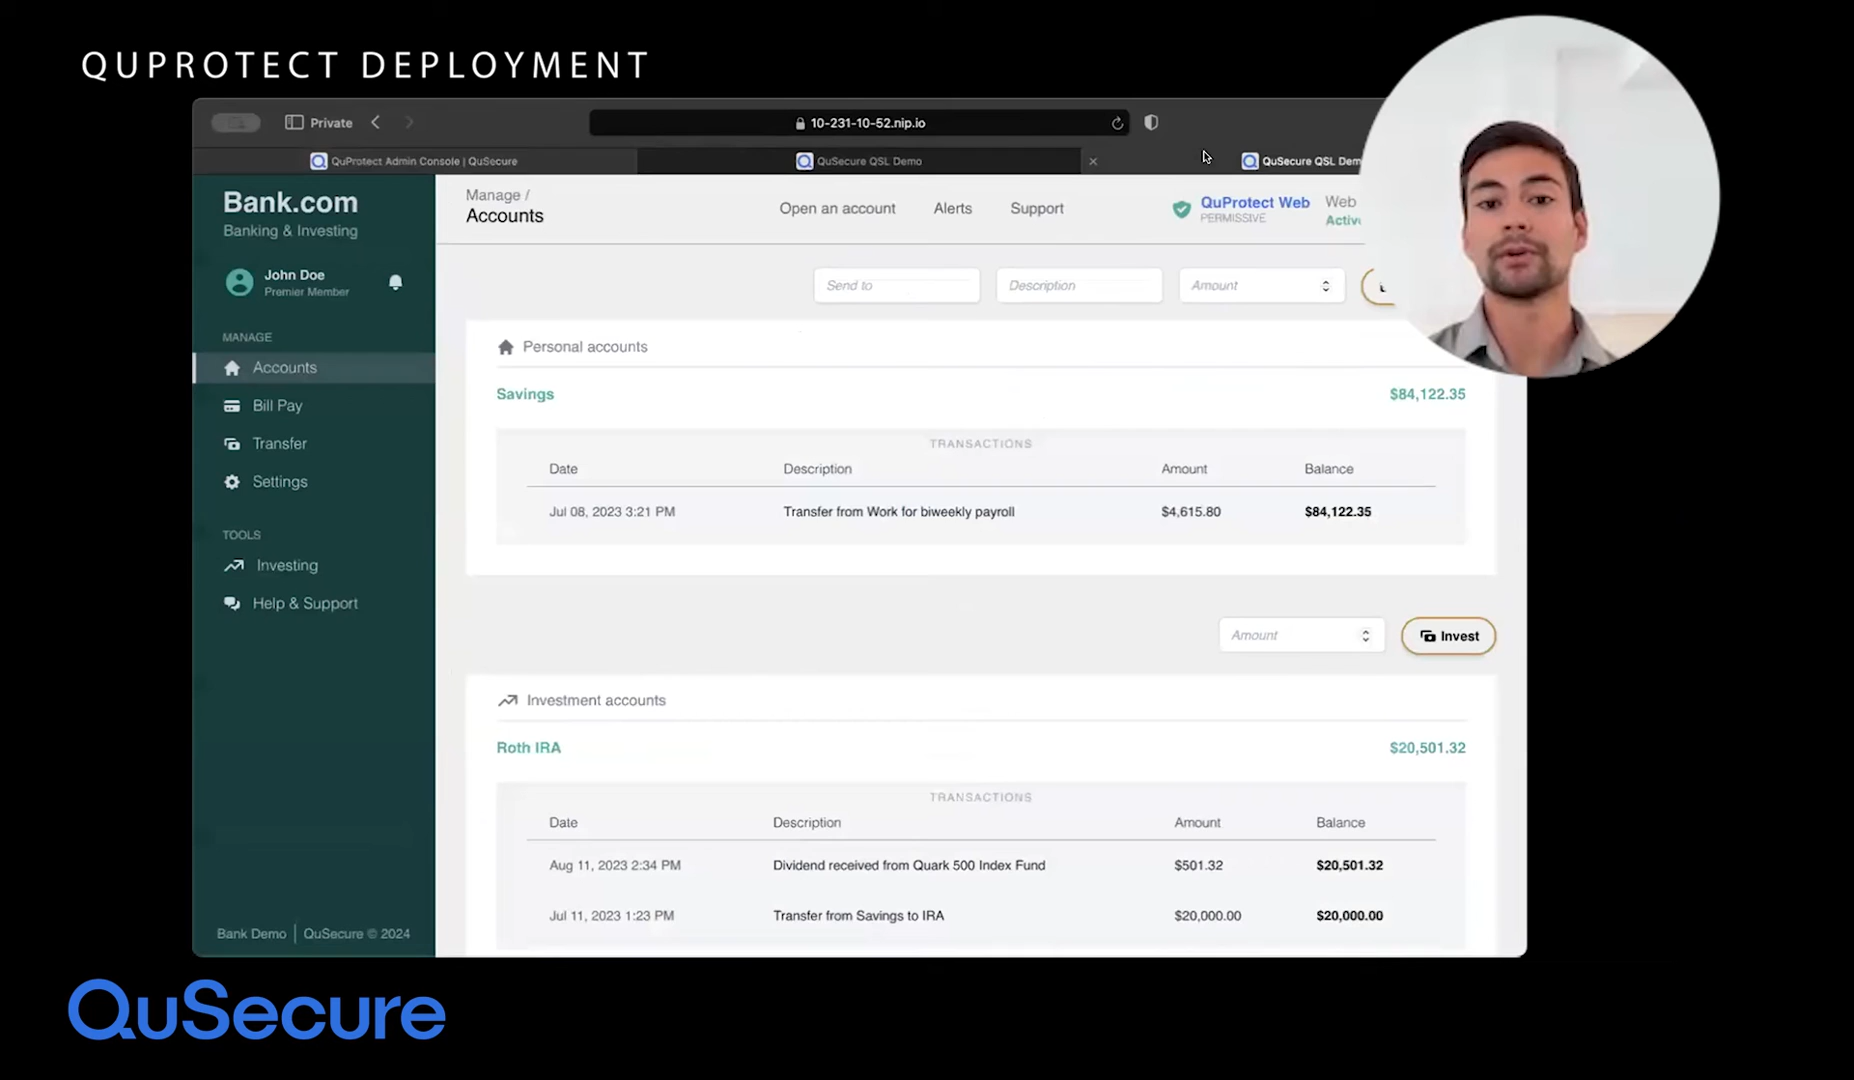 QUPROTECT DEPLOYMENT
Private
10-231-10-52.nip.io
QuProtect Admin Console | QuSecure
QuSecure QSL Demo
QuSecure QSL Dem
Bank.com
Banking & Investing
John Doe
Premier Member
MANAGE
Accounts
Bill Pay
Transfer
Settings
TOOLS
Investing
Help & Support
Bank Demo | QuSecure © 2024
Manage /
Accounts
Open an account
Alerts
Support
QuProtect Web
PERMISSIVE
Web
Active
Send to
Description
Amount
Personal accounts
Savings $84,122.35
TRANSACTIONS
Date Description Amount Balance
Jul 08, 2023 3:21 PM Transfer from Work for biweekly payroll $4,615.80 $84,122.35
Amount
Invest
Investment accounts
Roth IRA $20,501.32
TRANSACTIONS
Date Description Amount Balance
Aug 11, 2023 2:34 PM Dividend received from Quark 500 Index Fund $501.32 $20,501.32
Jul 11, 2023 1:23 PM Transfer from Savings to IRA $20,000.00 $20,000.00
QuSecure